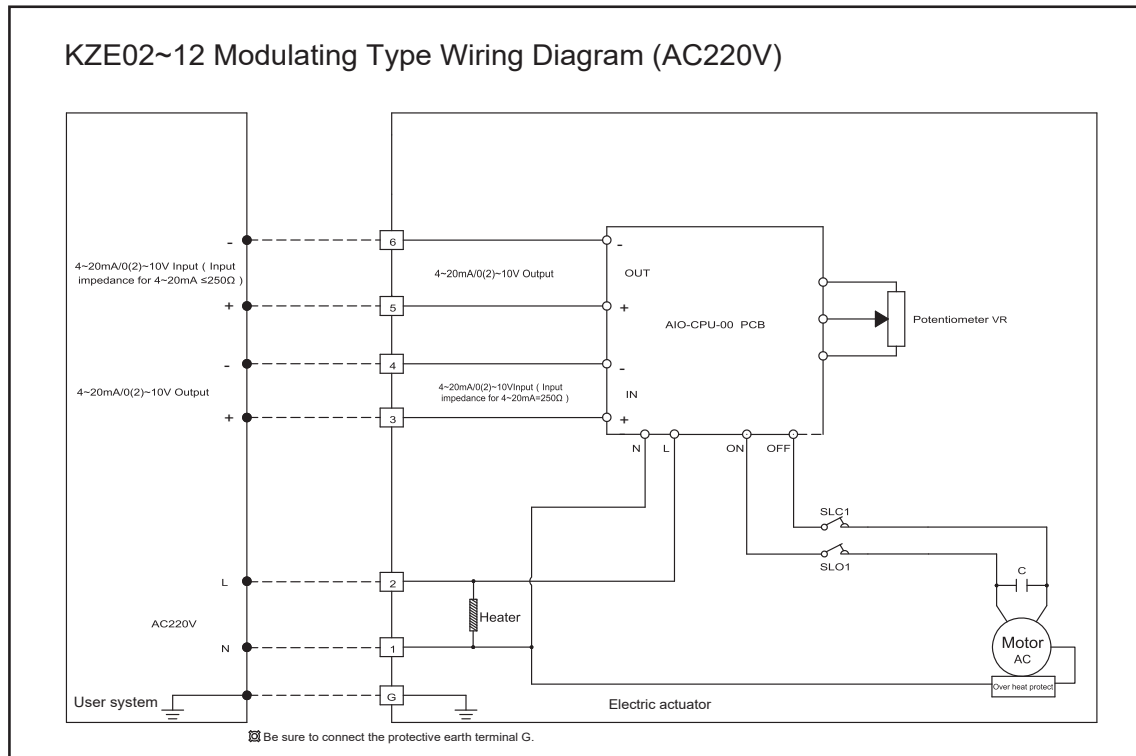 KZE02~12 Modulating Type Wiring Diagram (AC220V)
-
4~20mA/0(2)~10V Input ( Input
impedance for 4~20mA ≤250Ω )
+
-
4~20mA/0(2)~10V Output
+
L
AC220V
N
User system
6
4~20mA/0(2)~10V Output
5
4
4~20mA/0(2)~10VInput ( Input
impedance for 4~20mA=250Ω )
3
2
1
G
-
OUT
+
AIO-CPU-00 PCB
-
IN
+
N
L
ON
OFF
Potentiometer VR
SLC1
SLO1
C
Heater
Motor
AC
Over heat protect
Electric actuator
Be sure to connect the protective earth terminal G.